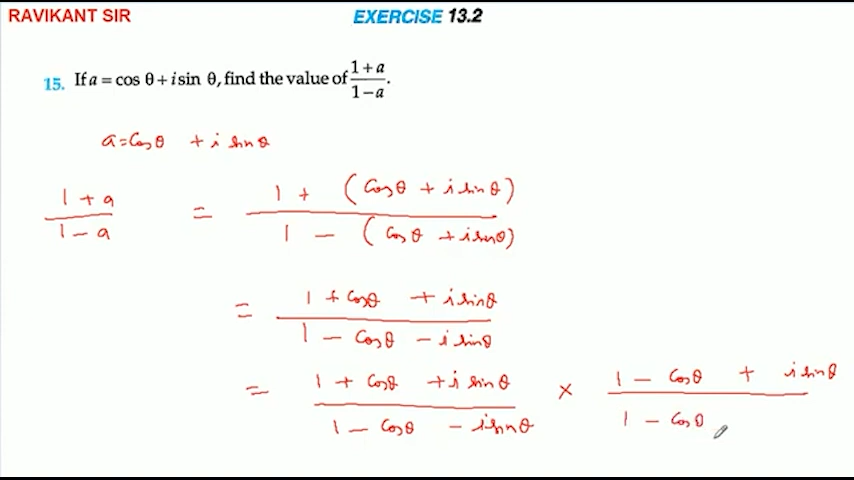 RAVIKANT SIR
EXERCISE 13.2
15. If a = cos θ + i sin θ, find the value of (1+a)/(1−a).
a = Cosθ + i sinθ
(1 + a)/(1 − a) = (1 + (Cosθ + i sinθ))/(1 − (Cosθ + i sinθ))
= (1 + Cosθ + i sinθ)/(1 − Cosθ − i sinθ)
= (1 + Cosθ + i sinθ)/(1 − Cosθ − i sinθ) × (1 − Cosθ + i sinθ)/(1 − Cosθ